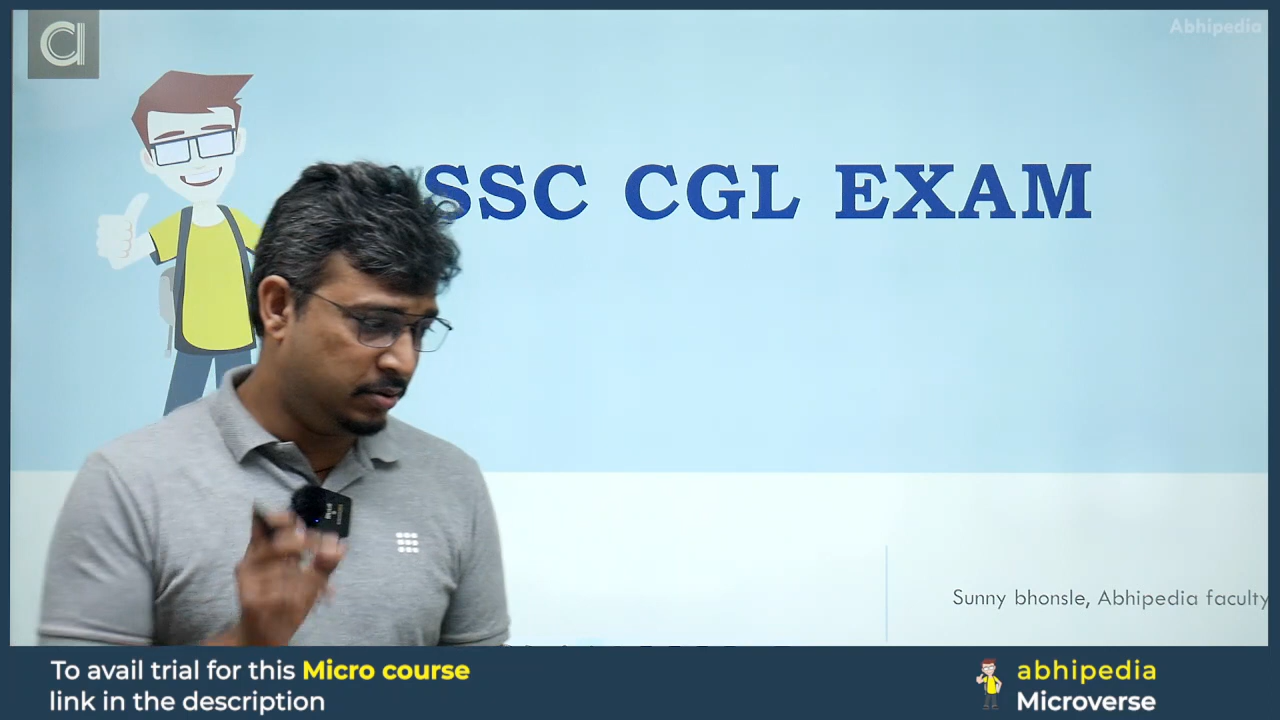 Abhipedia
SSC CGL EXAM
Sunny bhonsle, Abhipedia faculty
To avail trial for this Micro course
link in the description
abhipedia
Microverse